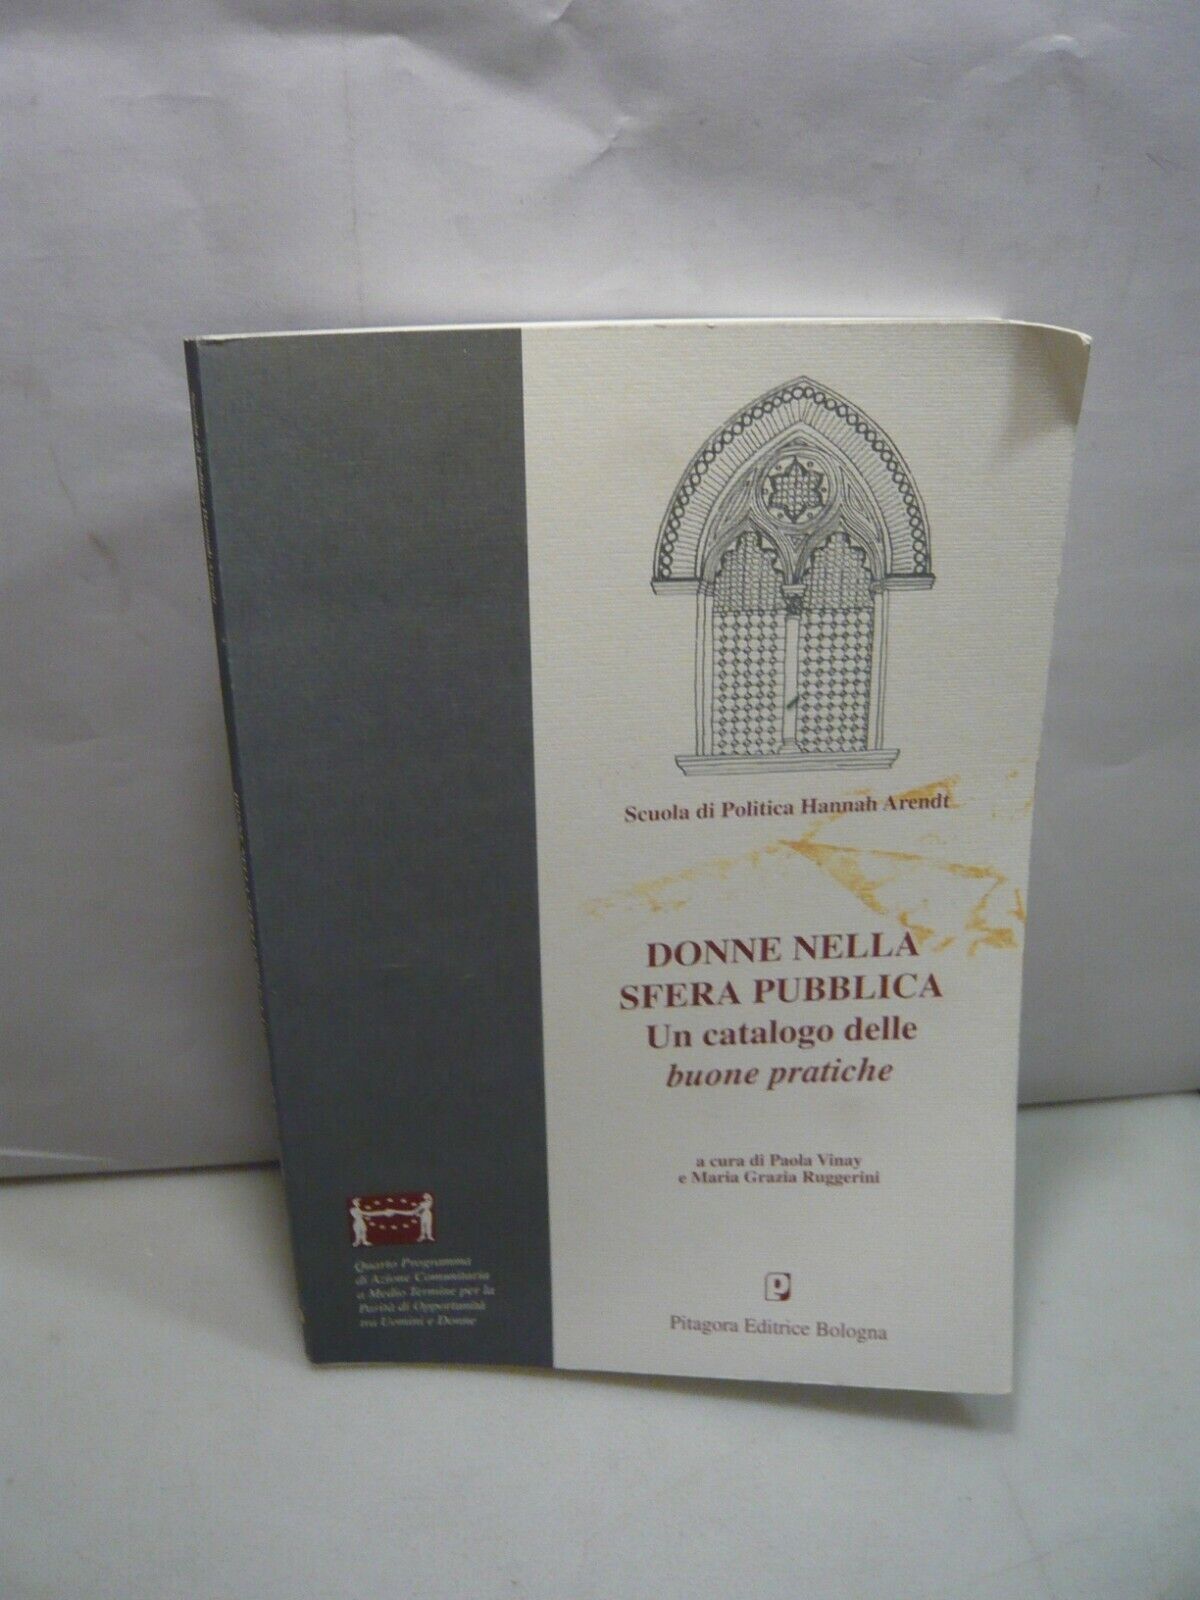 Scuola di Politica Hannah Arendt
DONNE NELLA
SFERA PUBBLICA
Un catalogo delle
buone pratiche
a cura di Paola Vinay
e Maria Grazia Ruggerini
P
Pitagora Editrice Bologna
Quarto Programma
di Azione Comunitaria
a Medio Termine per la
Parità di Opportunità
tra Uomini e Donne